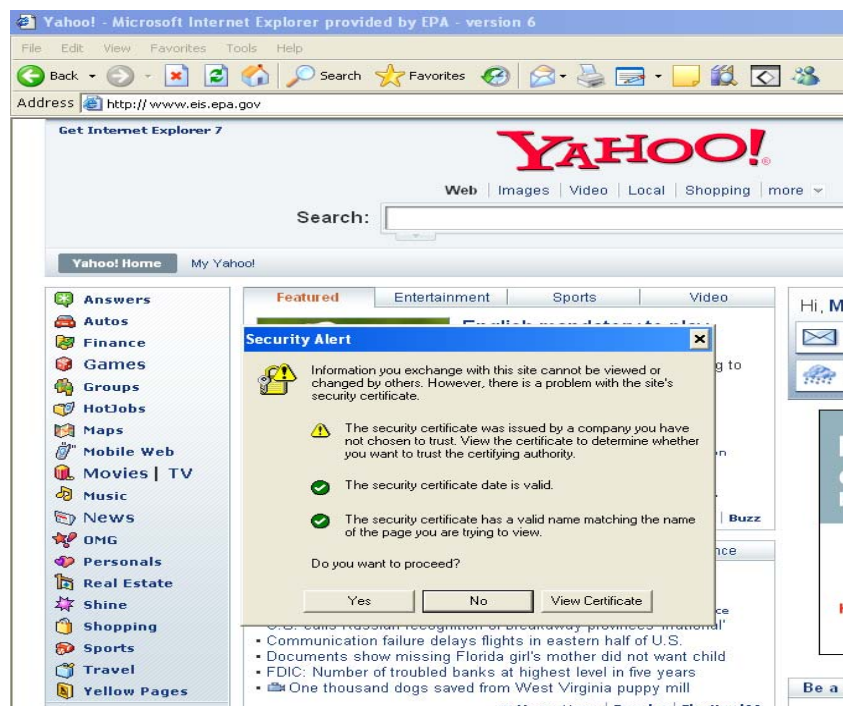 Yahoo! - Microsoft Internet Explorer provided by EPA - version 6
File Edit View Favorites Tools Help
Back Search Favorites
Address http://www.eis.epa.gov
Get Internet Explorer 7
YAHOO!
Web | Images | Video | Local | Shopping | more
Search:
Yahoo! Home My Yahoo!
Answers
Autos
Finance
Games
Groups
HotJobs
Maps
Mobile Web
Movies | TV
Music
News
OMG
Personals
Real Estate
Shine
Shopping
Sports
Travel
Yellow Pages
Featured Entertainment Sports Video
Hi, M
g to
Security Alert
Information you exchange with this site cannot be viewed or
changed by others. However, there is a problem with the site's
security certificate.
The security certificate was issued by a company you have
not chosen to trust. View the certificate to determine whether
you want to trust the certifying authority.
The security certificate date is valid.
The security certificate has a valid name matching the name
of the page you are trying to view.
Do you want to proceed?
Yes No View Certificate
Buzz
nce
• Communication failure delays flights in eastern half of U.S.
• Documents show missing Florida girl's mother did not want child
• FDIC: Number of troubled banks at highest level in five years
• One thousand dogs saved from West Virginia puppy mill
Be a